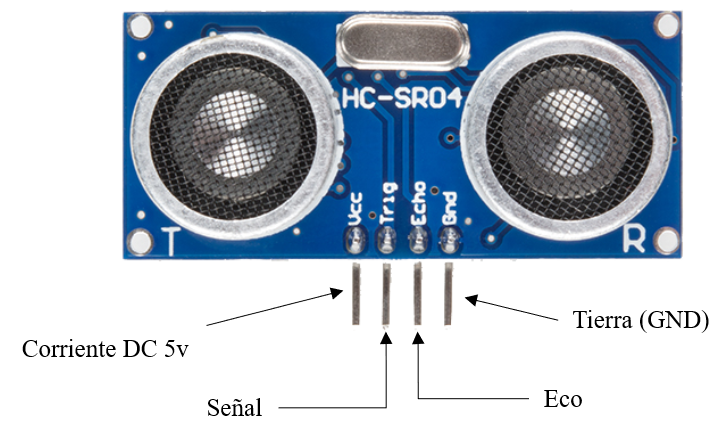 HC-SR04
Vcc
Trig
Echo
Gnd
T
R
Corriente DC 5v
Tierra (GND)
Señal
Eco